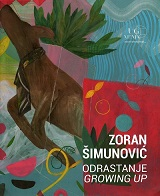 ZORAN
ŠIMUNOVIĆ
ODRASTANJE
GROWING UP